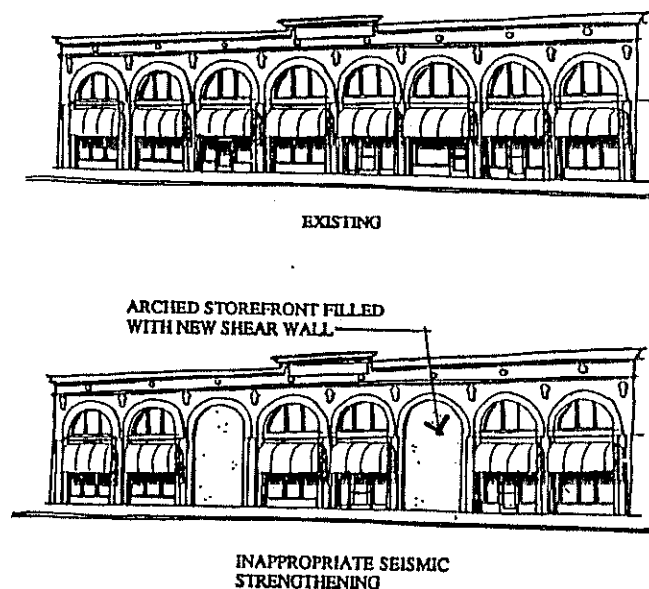 EXISTING
ARCHED STOREFRONT FILLED
WITH NEW SHEAR WALL
INAPPROPRIATE SEISMIC
STRENGTHENING